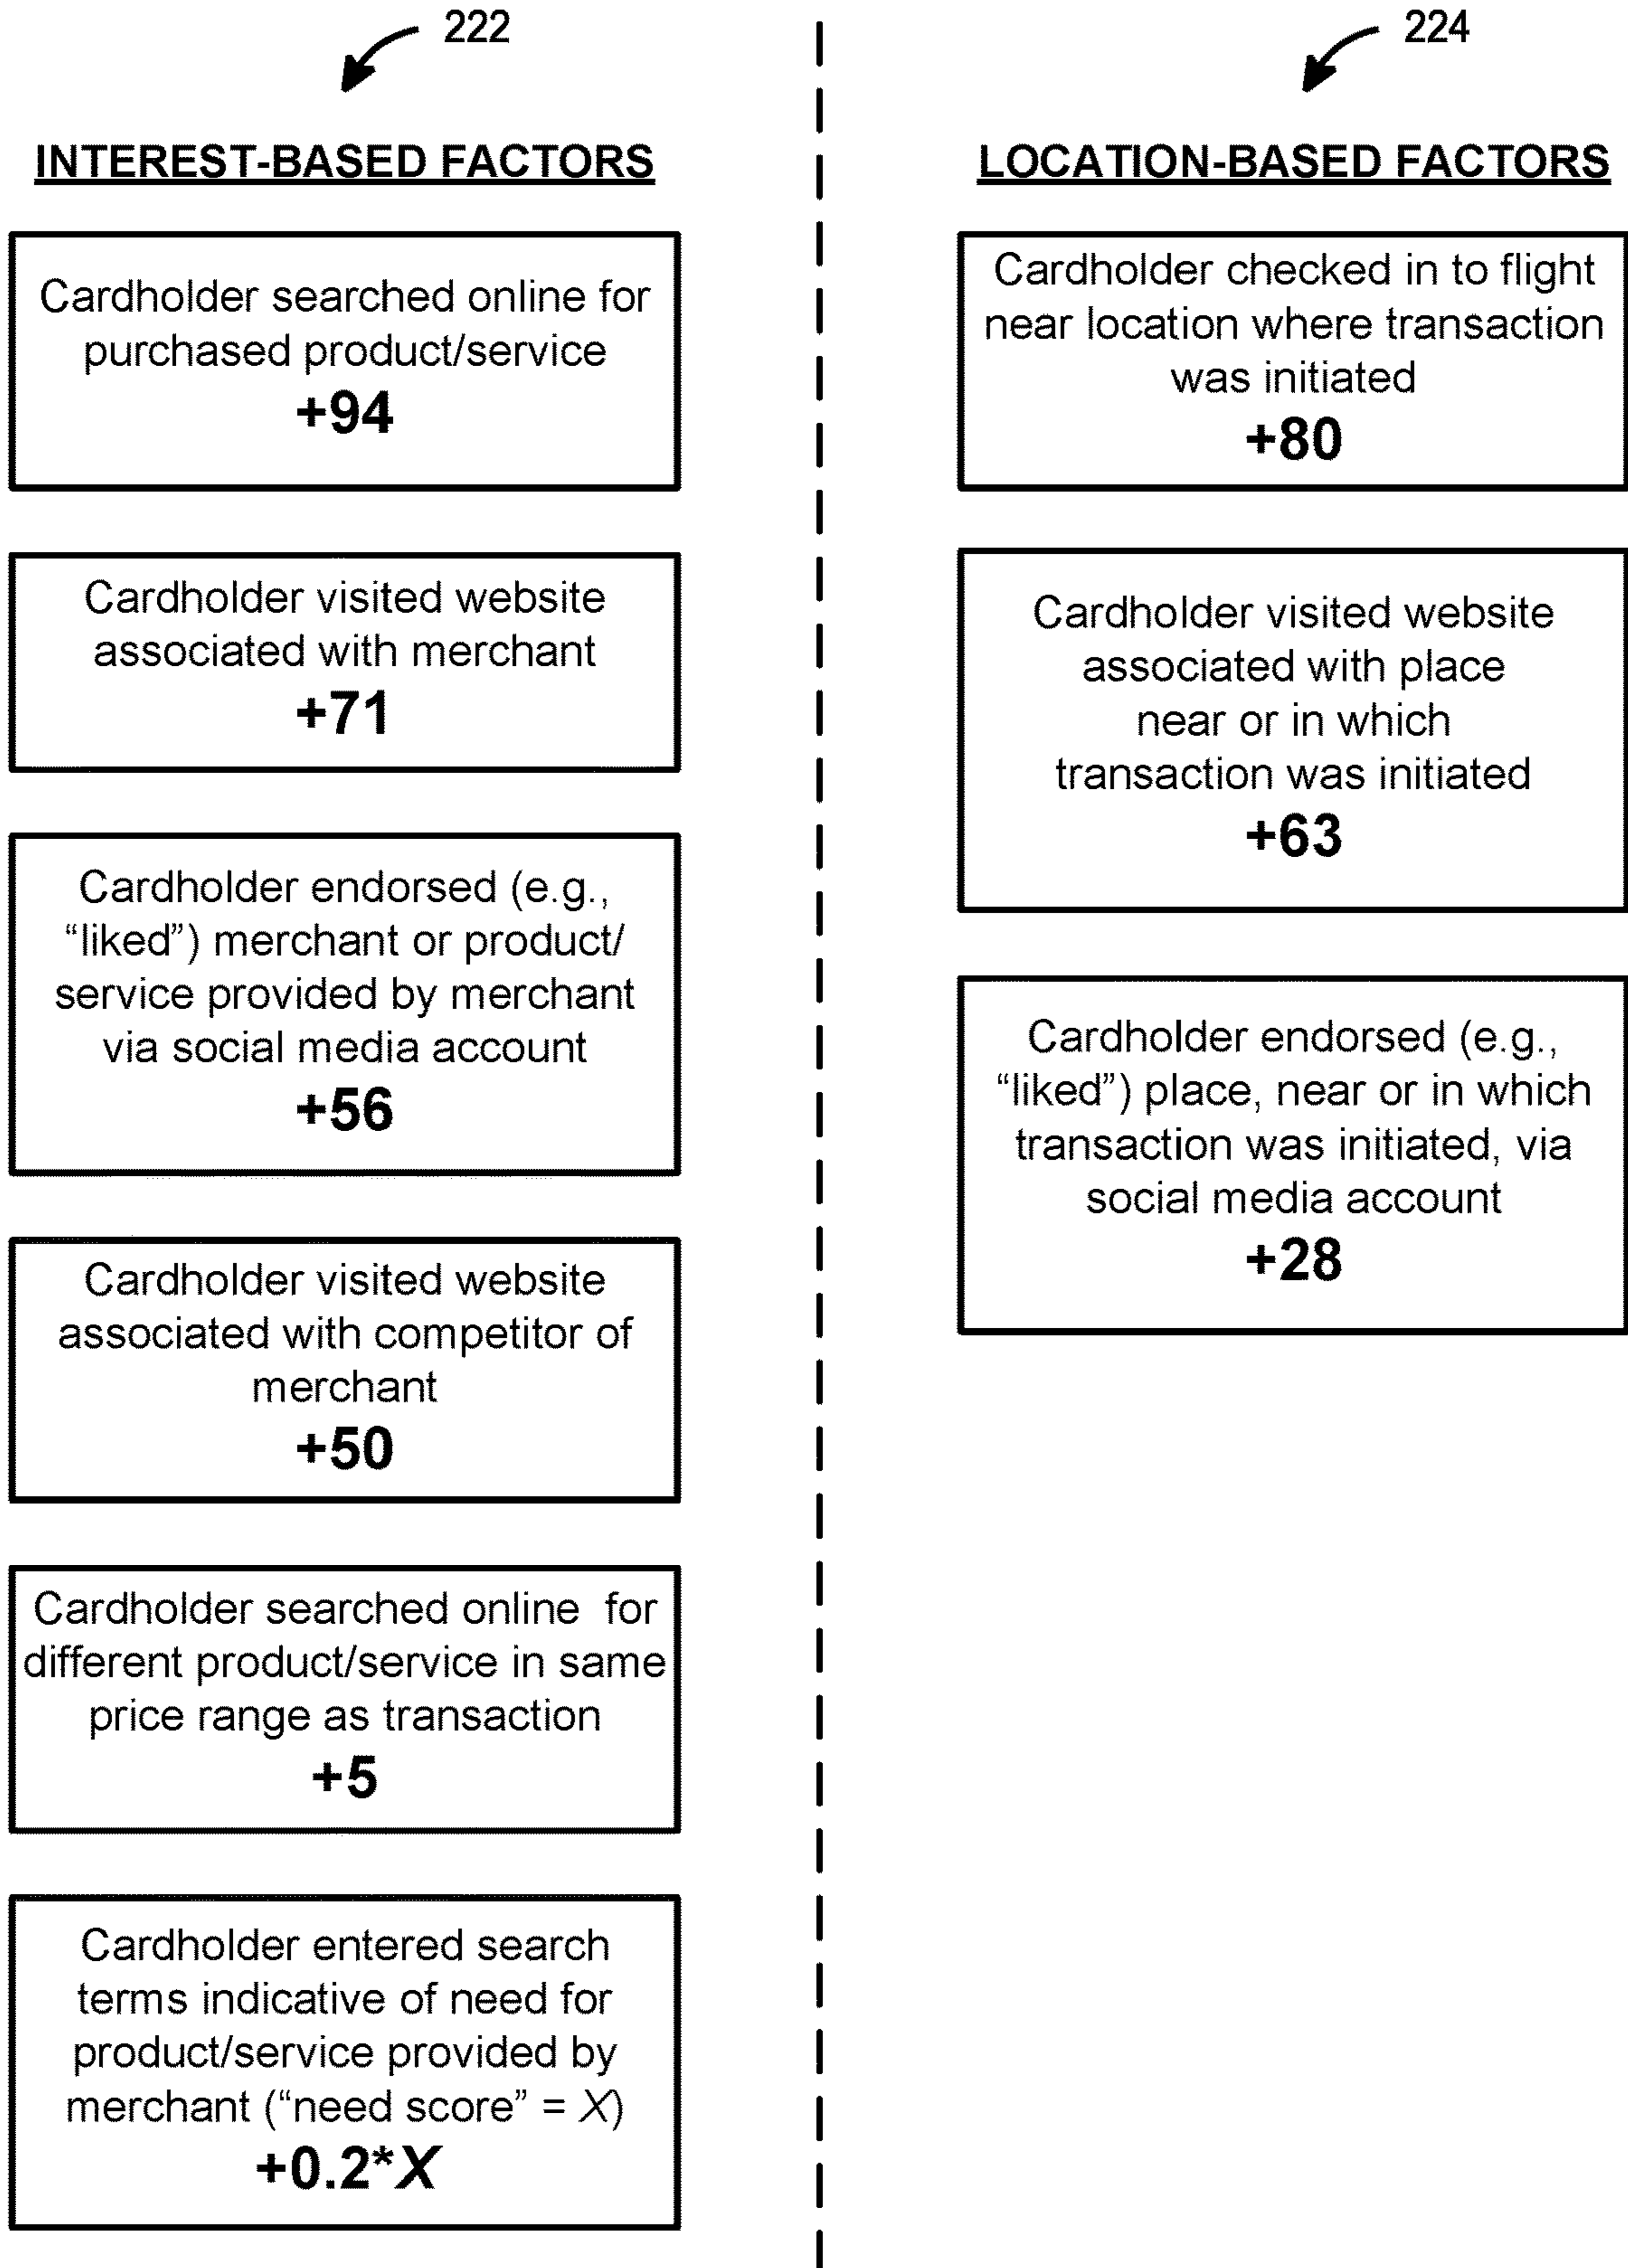 222
INTEREST-BASED FACTORS
Cardholder searched online for
purchased product/service
+94
Cardholder visited website
associated with merchant
+71
Cardholder endorsed (e.g.,
“liked”) merchant or product/
service provided by merchant
via social media account
+56
Cardholder visited website
associated with competitor of
merchant
+50
Cardholder searched online for
different product/service in same
price range as transaction
+5
Cardholder entered search
terms indicative of need for
product/service provided by
merchant (“need score” = X)
+0.2*X
224
LOCATION-BASED FACTORS
Cardholder checked in to flight
near location where transaction
was initiated
+80
Cardholder visited website
associated with place
near or in which
transaction was initiated
+63
Cardholder endorsed (e.g.,
“liked”) place, near or in which
transaction was initiated, via
social media account
+28